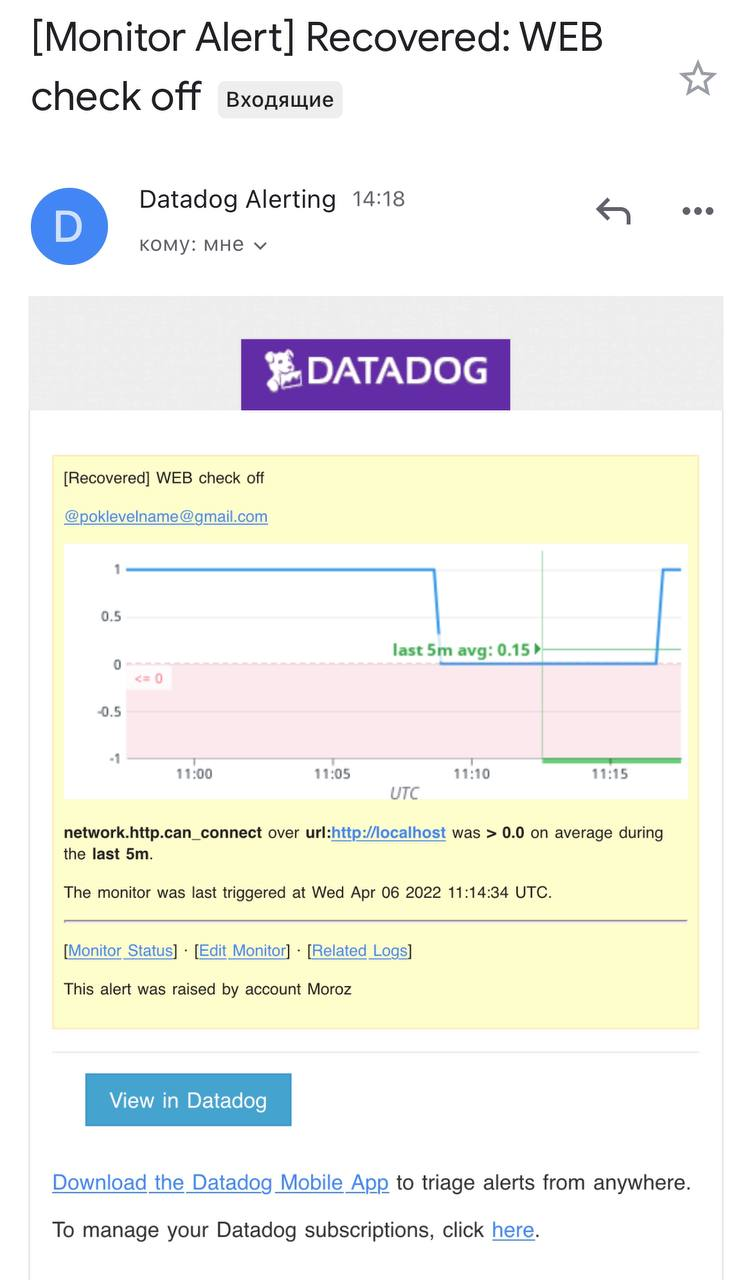 [Monitor Alert] Recovered: WEB
check off Входящие
D
Datadog Alerting 14:18
кому: мне
DATADOG
[Recovered] WEB check off
@poklevelname@gmail.com
1
0.5
last 5m avg: 0.15
0
<= 0
-0.5
-1
11:00 11:05 11:10 11:15
UTC
network.http.can_connect over url:http://localhost was > 0.0 on average during
the last 5m.
The monitor was last triggered at Wed Apr 06 2022 11:14:34 UTC.
[Monitor Status] · [Edit Monitor] · [Related Logs]
This alert was raised by account Moroz
View in Datadog
Download the Datadog Mobile App to triage alerts from anywhere.
To manage your Datadog subscriptions, click here.